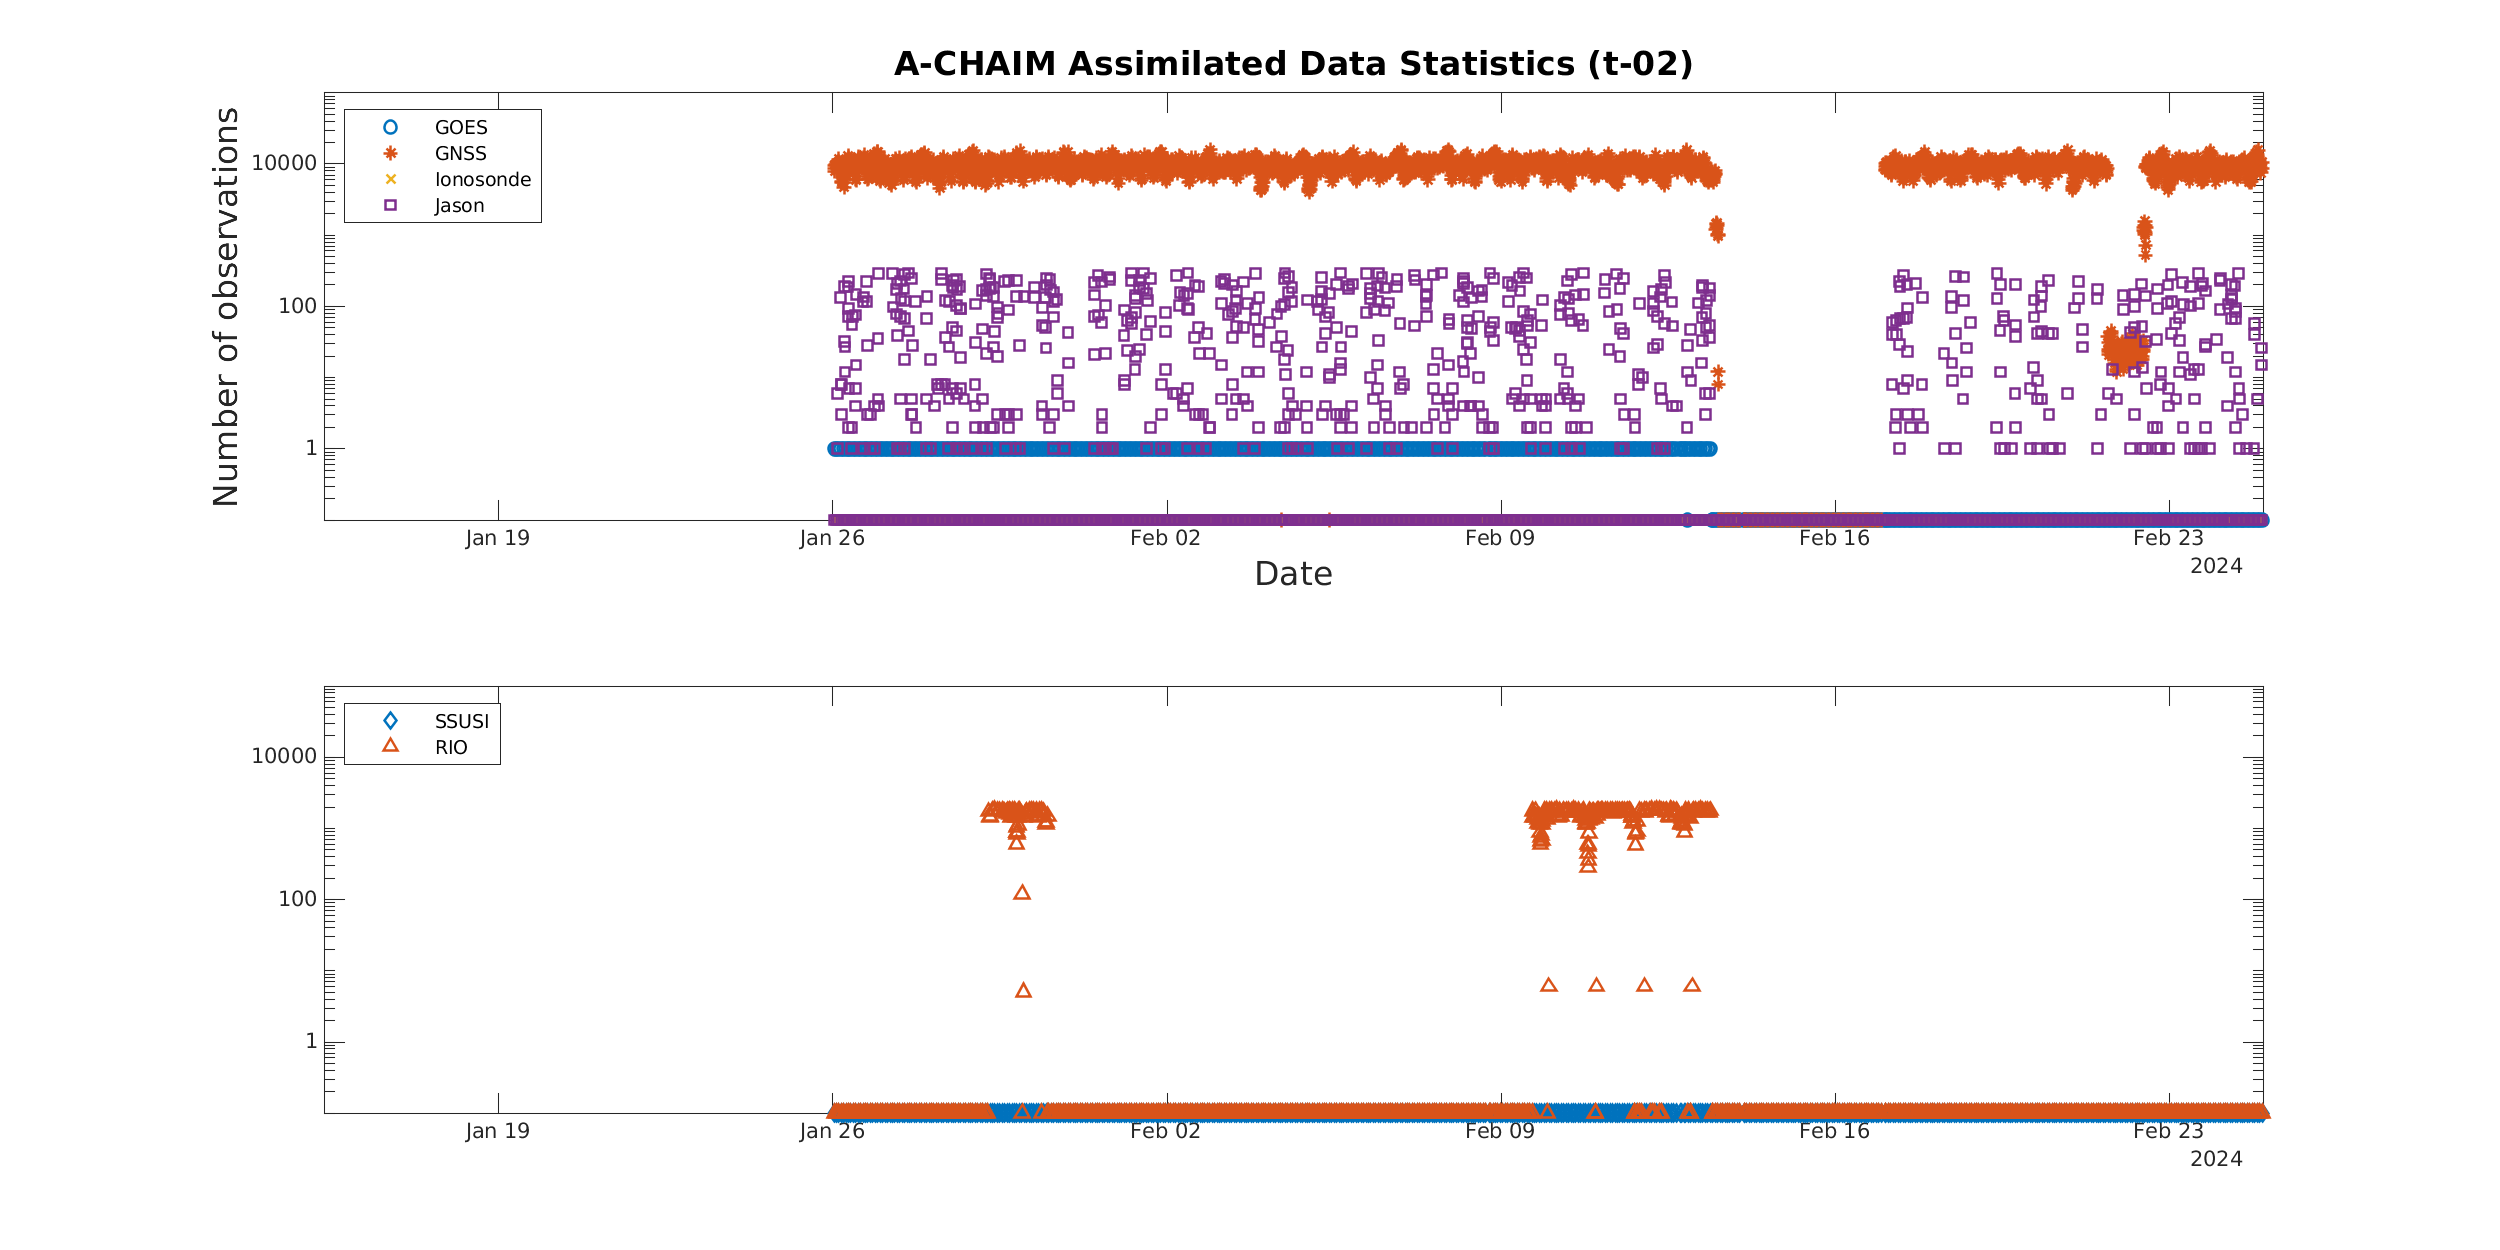 A-CHAIM Assimilated Data Statistics (t-02)
Number of observations
10000
100
1
GOES
GNSS
Ionosonde
Jason
Jan 19
Jan 26
Feb 02
Feb 09
Feb 16
Feb 23
2024
Date
10000
100
1
SSUSI
RIO
Jan 19
Jan 26
Feb 02
Feb 09
Feb 16
Feb 23
2024